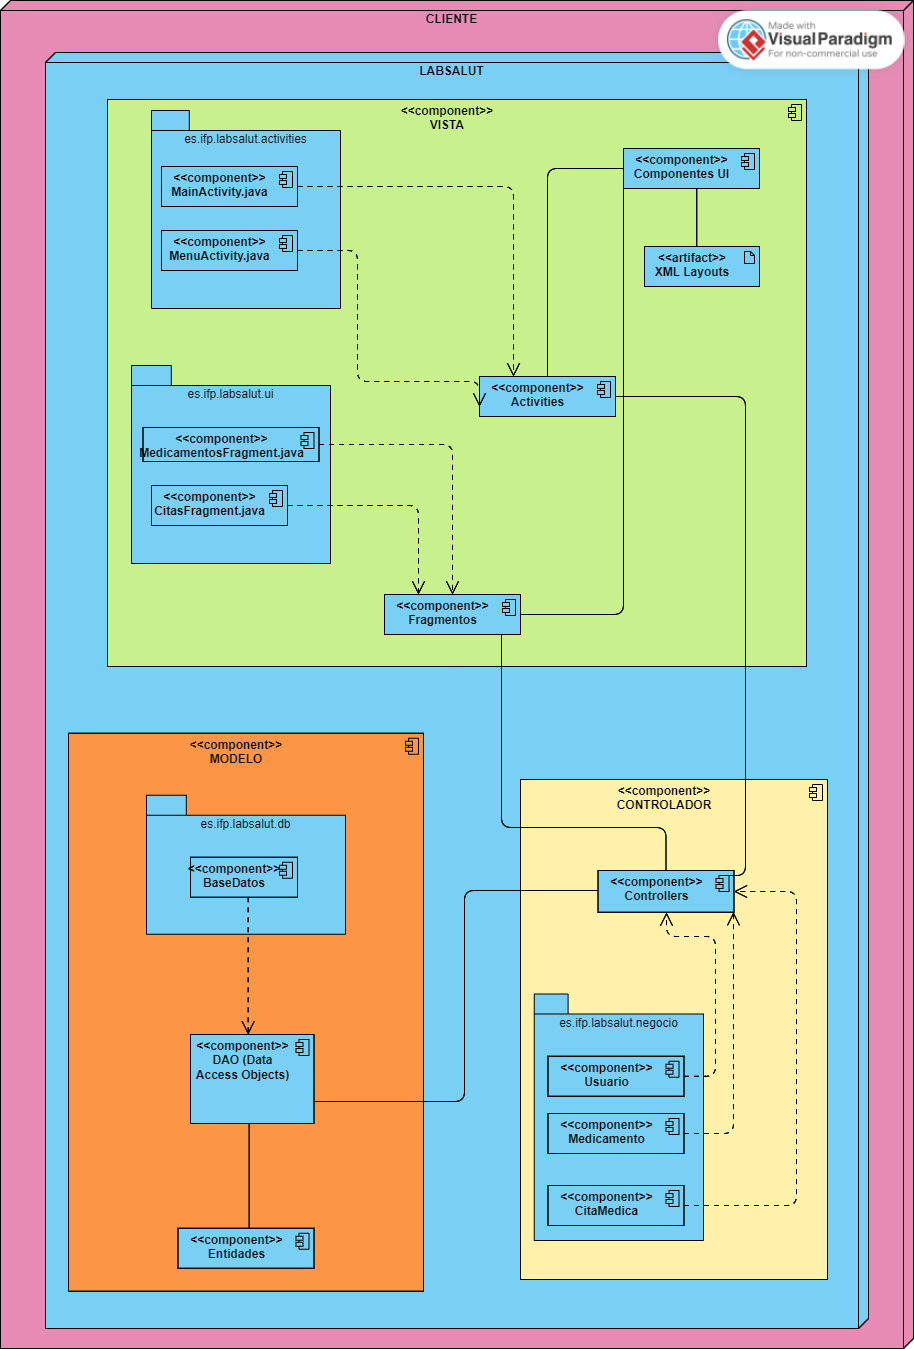 CLIENTE
Made with
Visual Paradigm
For non-commercial use
LABSALUT
<<component>>
VISTA
es.ifp.labsalut.activities
<<component>>
MainActivity.java
<<component>>
MenuActivity.java
<<component>>
Componentes UI
<<artifact>>
XML Layouts
es.ifp.labsalut.ui
<<component>>
MedicamentosFragment.java
<<component>>
CitasFragment.java
<<component>>
Activities
<<component>>
Fragmentos
<<component>>
MODELO
es.ifp.labsalut.db
<<component>>
BaseDatos
<<component>>
DAO (Data
Access Objects)
<<component>>
Entidades
<<component>>
CONTROLADOR
<<component>>
Controllers
es.ifp.labsalut.negocio
<<component>>
Usuario
<<component>>
Medicamento
<<component>>
CitaMedica